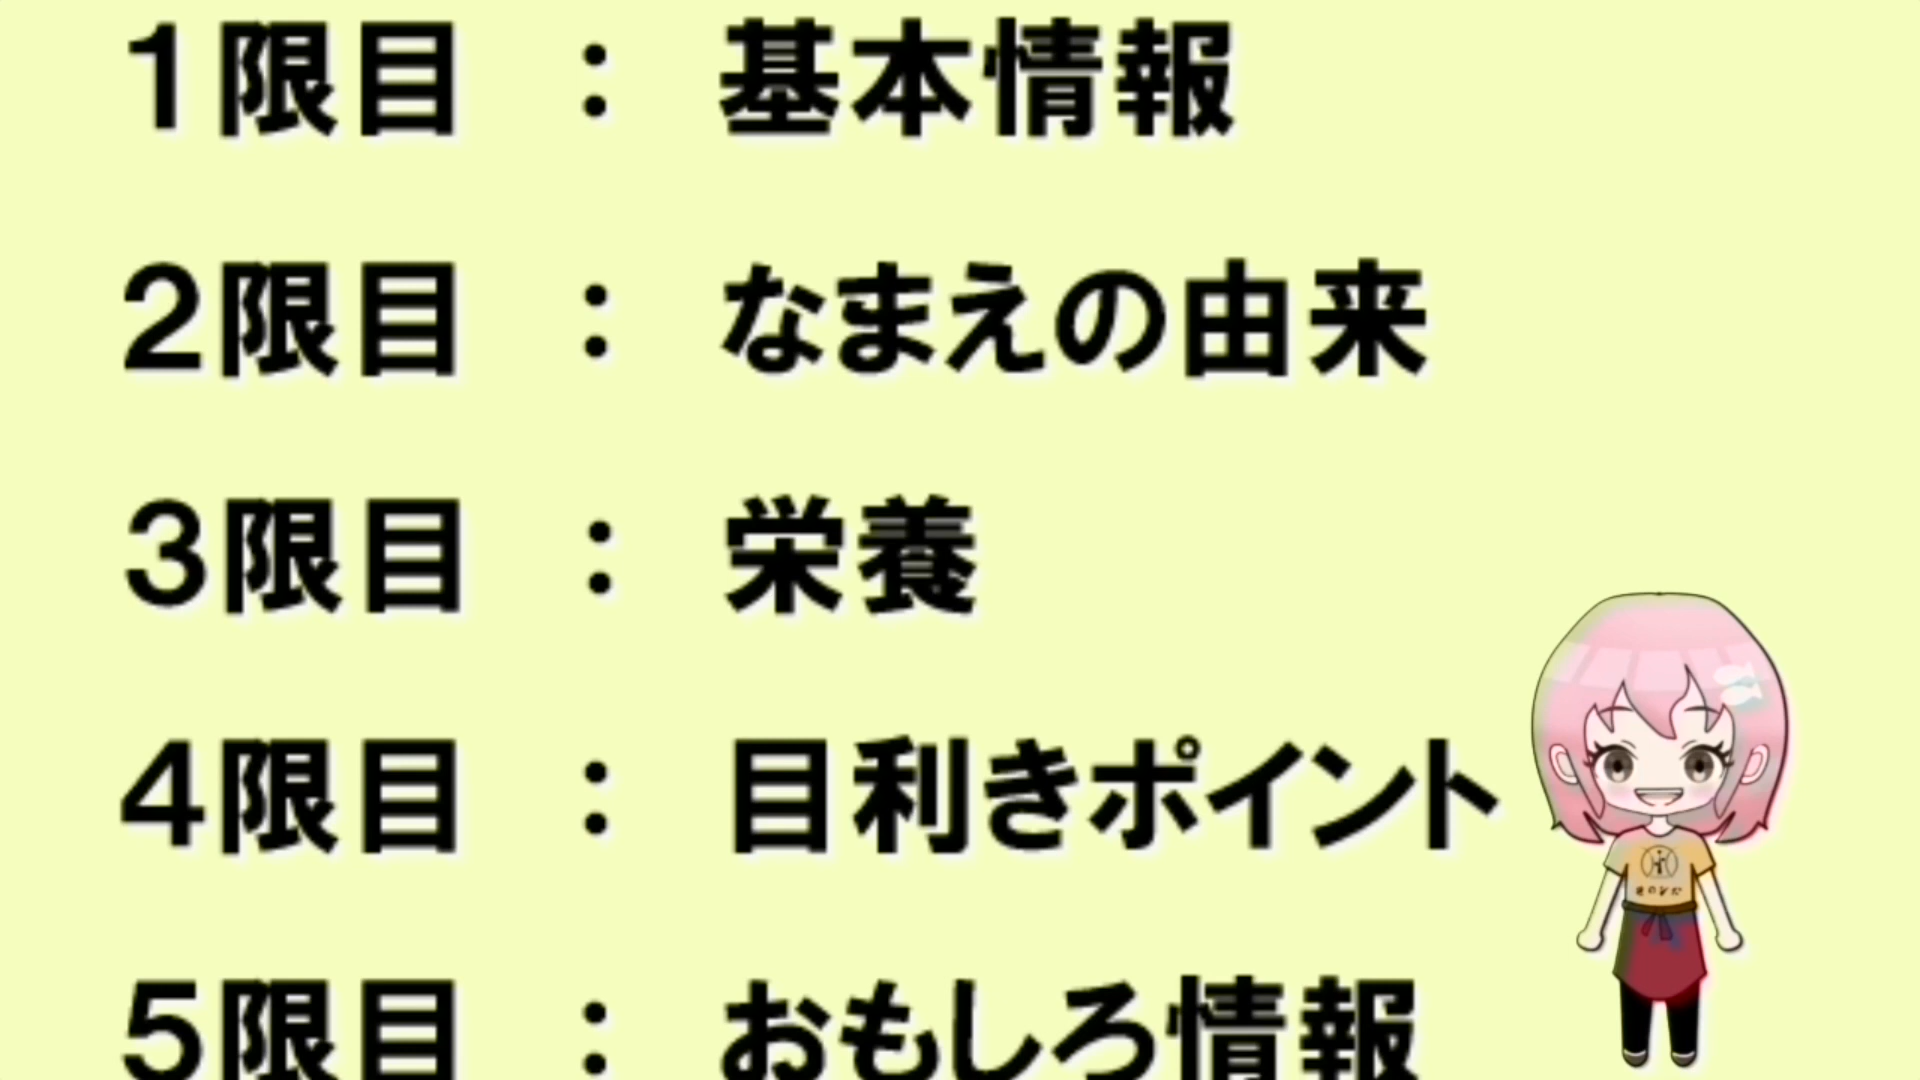 1限目 : 基本情報
2限目 : なまえの由来
3限目 : 栄養
4限目 : 目利きポイント
5限目 : おもしろ情報